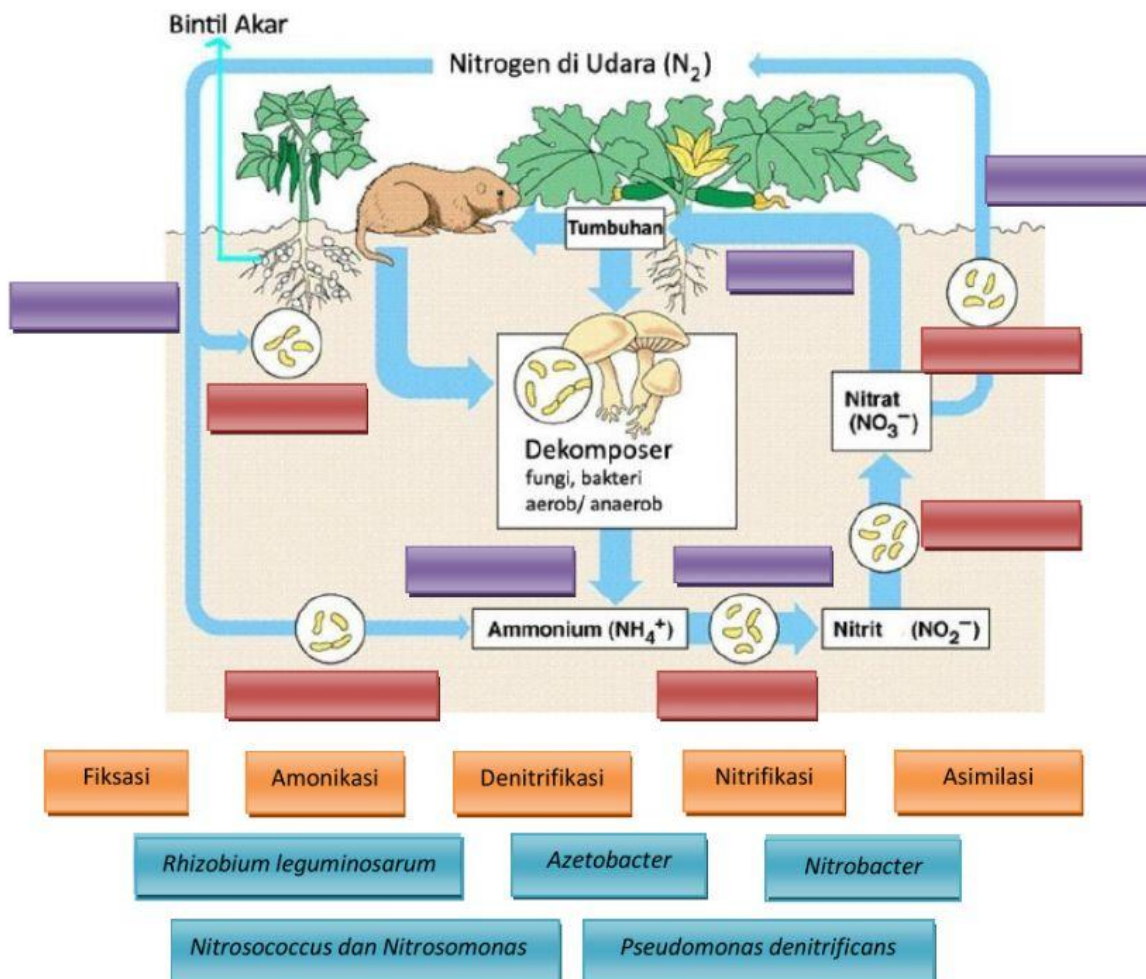 Bintil Akar
Nitrogen di Udara (N₂)
Tumbuhan
Nitrat
(NO₃⁻)
Dekomposer
fungi, bakteri
aerob/ anaerob
Ammonium (NH₄⁺)
Nitrit (NO₂⁻)
Fiksasi
Amonikasi
Denitrifikasi
Nitrifikasi
Asimilasi
Rhizobium leguminosarum
Azetobacter
Nitrobacter
Nitrosococcus dan Nitrosomonas
Pseudomonas denitrificans